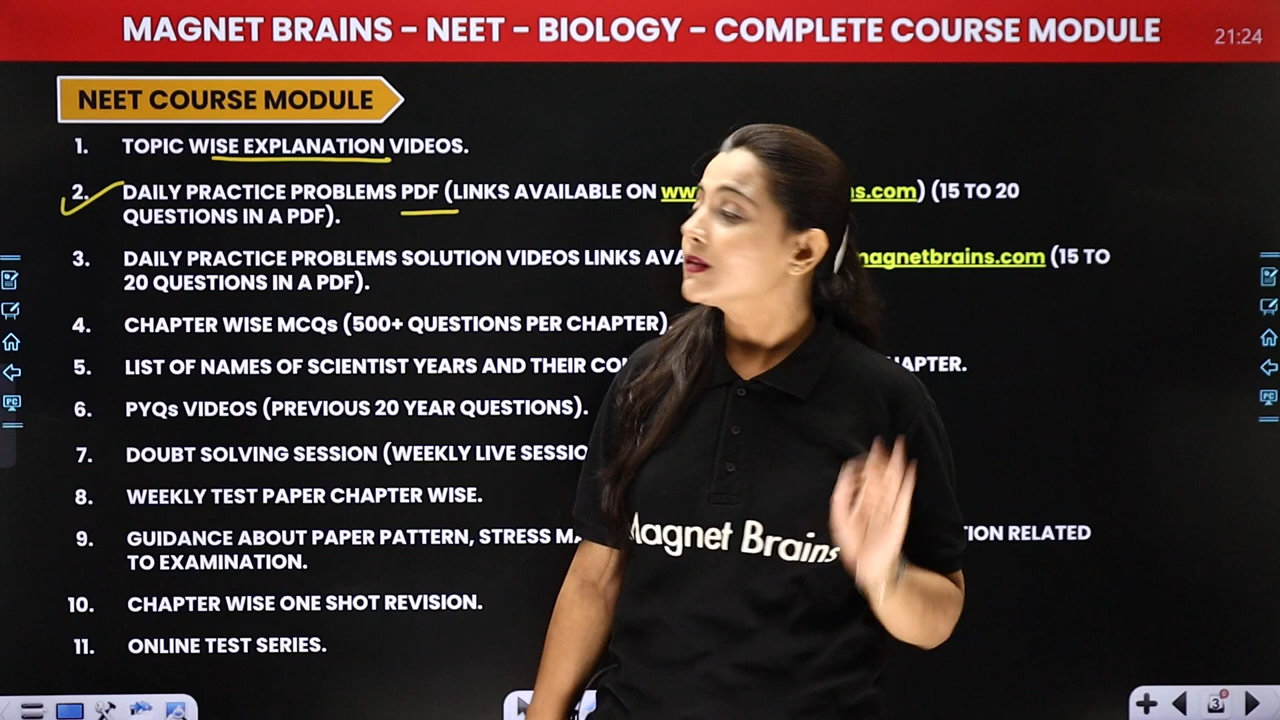 MAGNET BRAINS - NEET - BIOLOGY - COMPLETE COURSE MODULE
21:24
NEET COURSE MODULE
1. TOPIC WISE EXPLANATION VIDEOS.
2. DAILY PRACTICE PROBLEMS PDF (LINKS AVAILABLE ON s.com) (15 TO 20
QUESTIONS IN A PDF).
3. DAILY PRACTICE PROBLEMS SOLUTION VIDEOS LINKS magnetbrains.com (15 TO
20 QUESTIONS IN A PDF).
4. CHAPTER WISE MCQs (500+ QUESTIONS PER CHAPTER)
5. LIST OF NAMES OF SCIENTIST YEARS AND THEIR APTER.
6. PYQs VIDEOS (PREVIOUS 20 YEAR QUESTIONS).
7. DOUBT SOLVING SESSION (WEEKLY LIVE
8. WEEKLY TEST PAPER CHAPTER WISE.
9. GUIDANCE ABOUT PAPER PATTERN, STRESS TION RELATED
TO EXAMINATION.
10. CHAPTER WISE ONE SHOT REVISION.
11. ONLINE TEST SERIES.
Magnet Brains
PC
PC
3